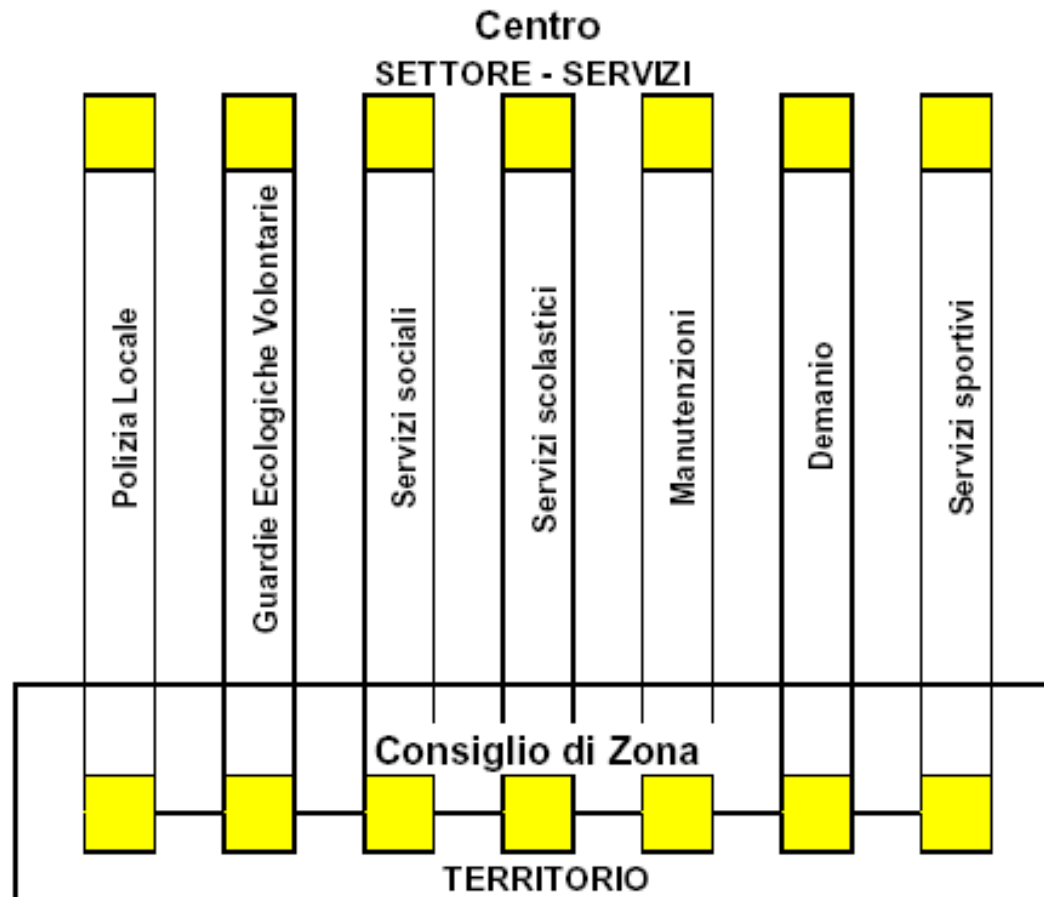 Centro
SETTORE - SERVIZI
Polizia Locale
Guardie Ecologiche Volontarie
Servizi sociali
Servizi scolastici
Manutenzioni
Demanio
Servizi sportivi
Consiglio di Zona
TERRITORIO